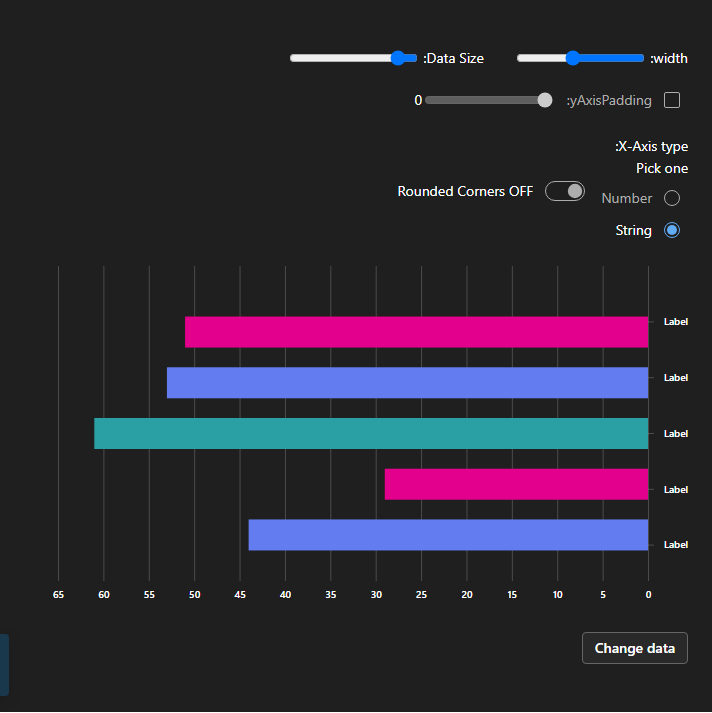 :width
:Data Size
:yAxisPadding
0
:X-Axis type
Pick one
Number
Rounded Corners OFF
String
Label
Label
Label
Label
Label
65 60 55 50 45 40 35 30 25 20 15 10 5 0
Change data